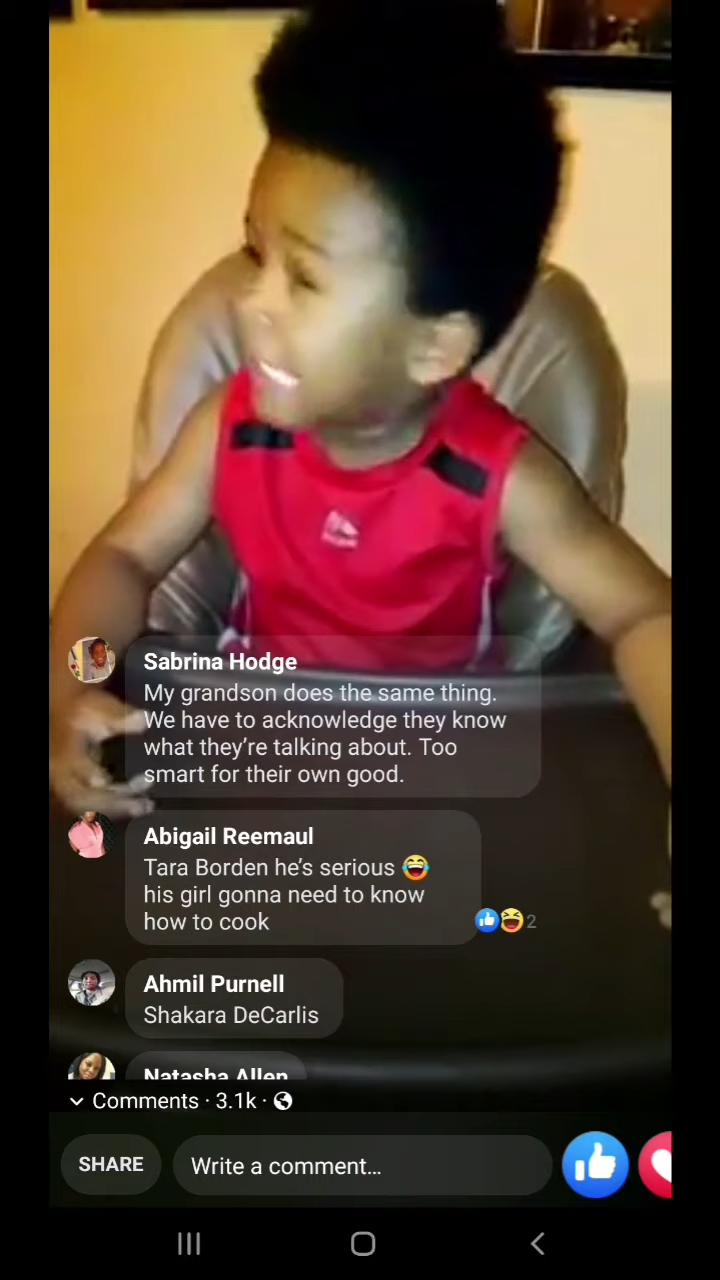 Sabrina Hodge
My grandson does the same thing.
We have to acknowledge they know
what they're talking about. Too
smart for their own good.
Abigail Reemaul
Tara Borden he's serious 😂
his girl gonna need to know
how to cook
2
Ahmil Purnell
Shakara DeCarlis
Natasha Allen
Comments · 3.1k ·
SHARE
Write a comment...